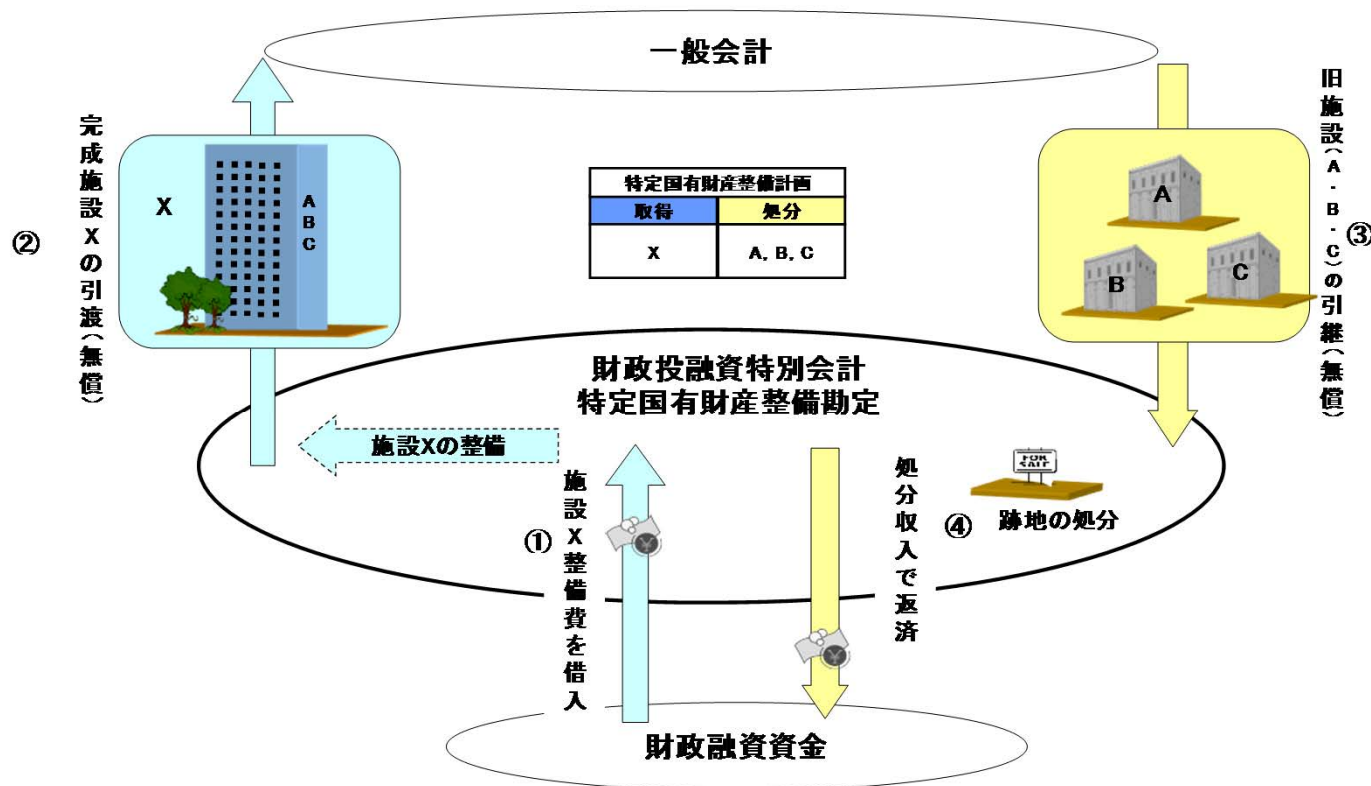 一般会計
②
完成施設Xの引渡(無償)
X
ABC
特定国有財産整備計画
取得 処分
X A, B, C
A
B
C
旧施設(A・B・C)の引継(無償)
③
財政投融資特別会計
特定国有財産整備勘定
施設Xの整備
①
施設X整備費を借入
処分収入で返済
④
FOR
SALE
跡地の処分
財政融資資金